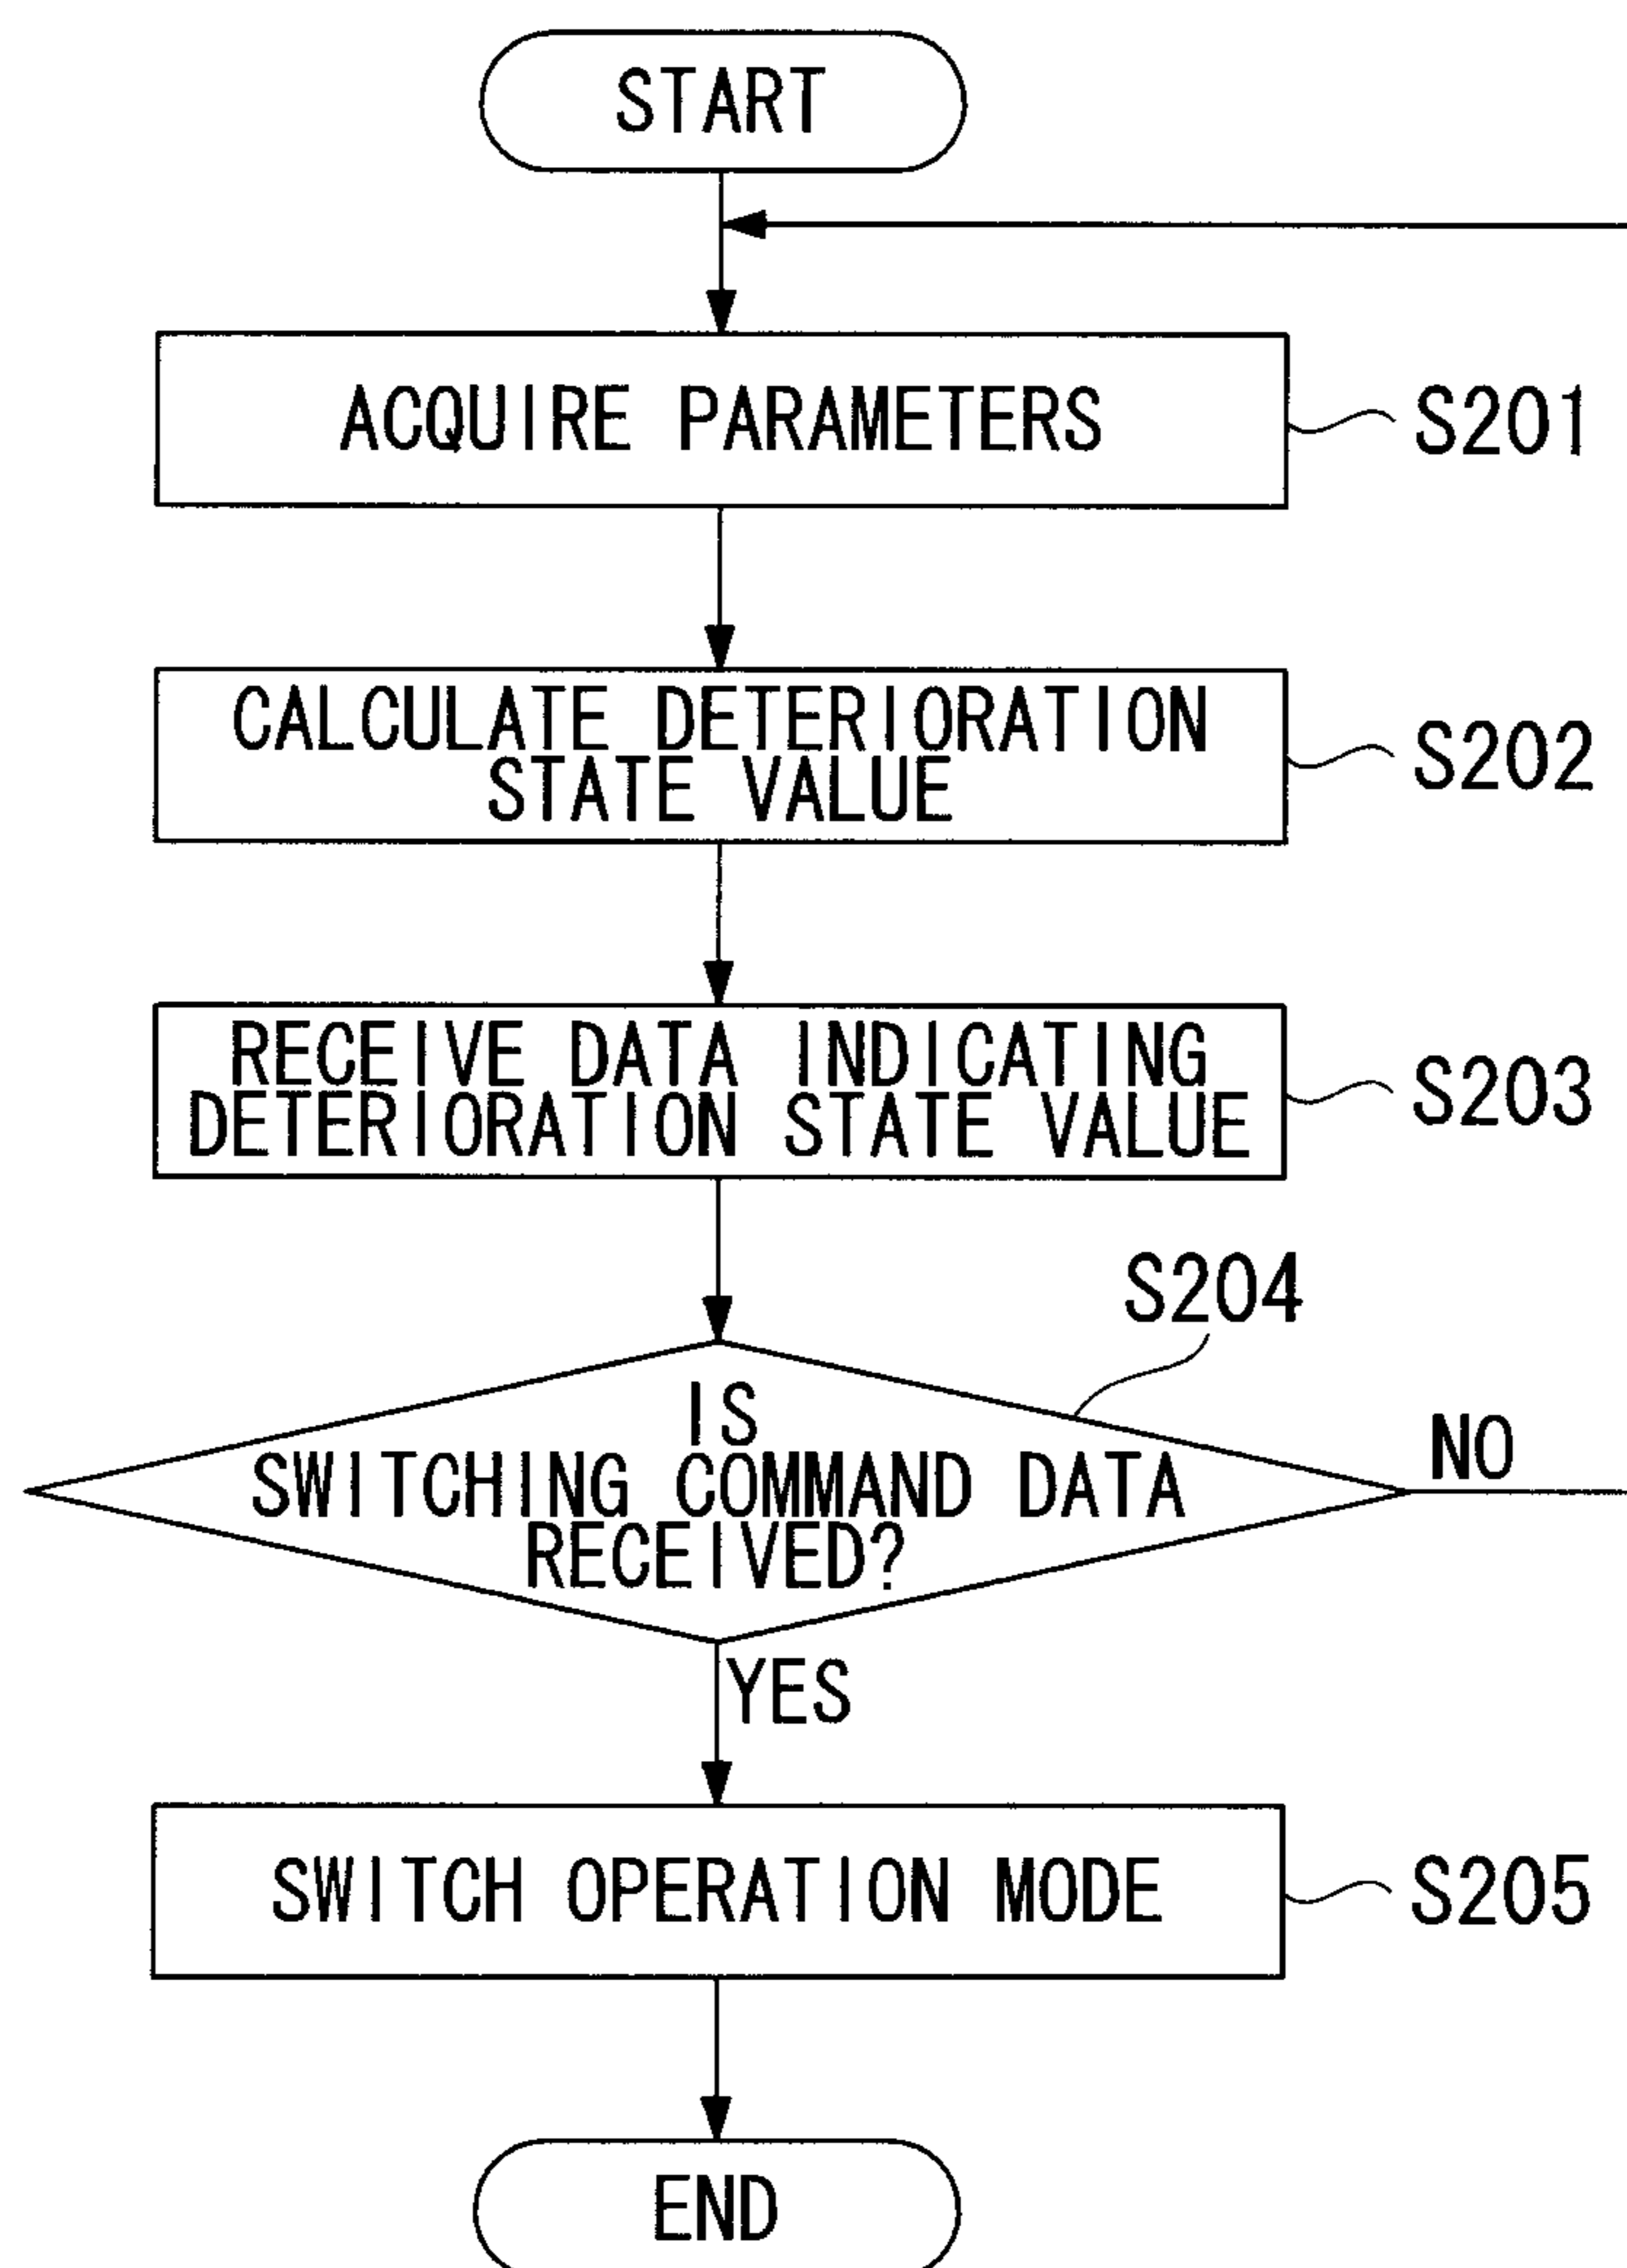 START
ACQUIRE PARAMETERS
S201
CALCULATE DETERIORATION
STATE VALUE
S202
RECEIVE DATA INDICATING
DETERIORATION STATE VALUE
S203
S204
IS
SWITCHING COMMAND DATA
RECEIVED?
NO
YES
SWITCH OPERATION MODE
S205
END